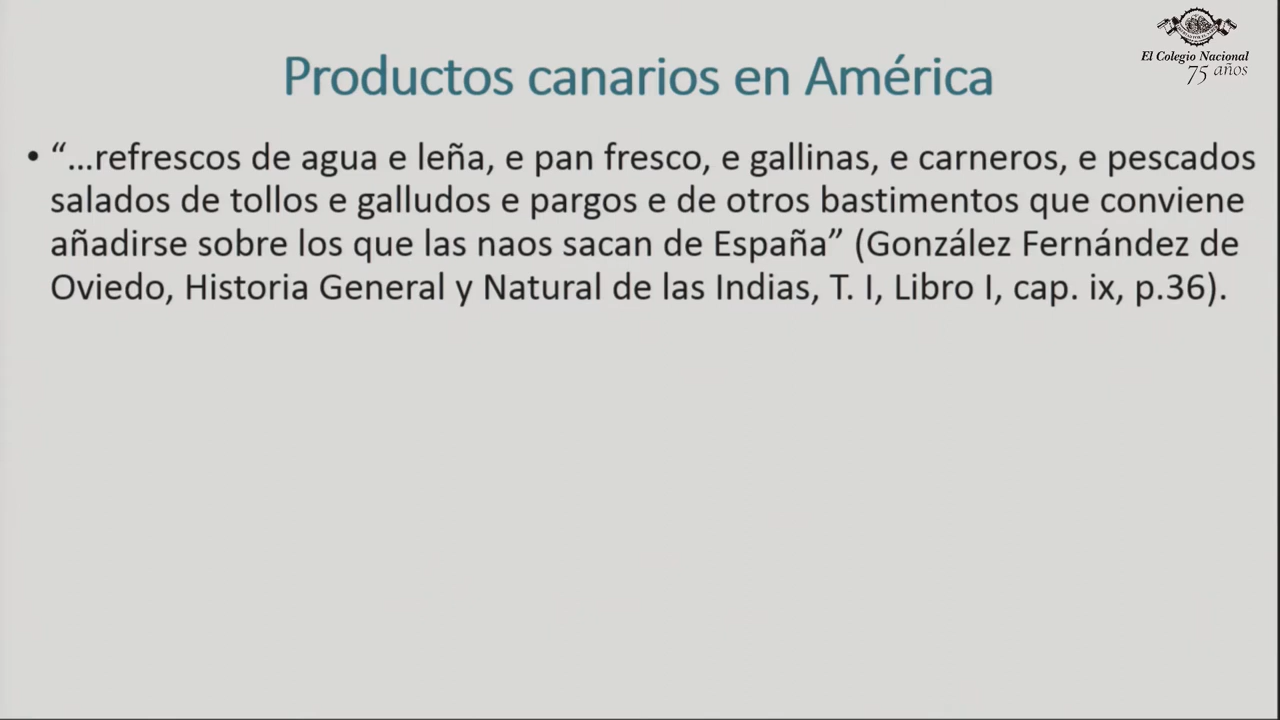 El Colegio Nacional
75 años
Productos canarios en América
• “…refrescos de agua e leña, e pan fresco, e gallinas, e carneros, e pescados
salados de tollos e galludos e pargos e de otros bastimentos que conviene
añadirse sobre los que las naos sacan de España” (González Fernández de
Oviedo, Historia General y Natural de las Indias, T. I, Libro I, cap. ix, p.36).